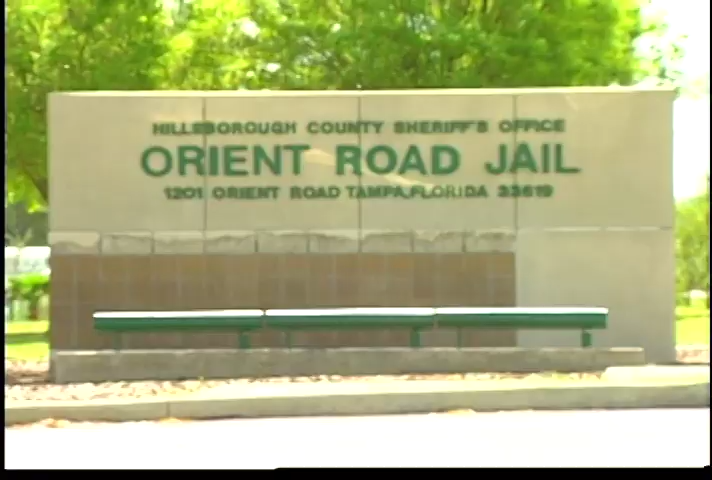 HILLSBOROUGH COUNTY SHERIFF'S OFFICE
ORIENT ROAD JAIL
1201 ORIENT ROAD TAMPA, FLORIDA 33619